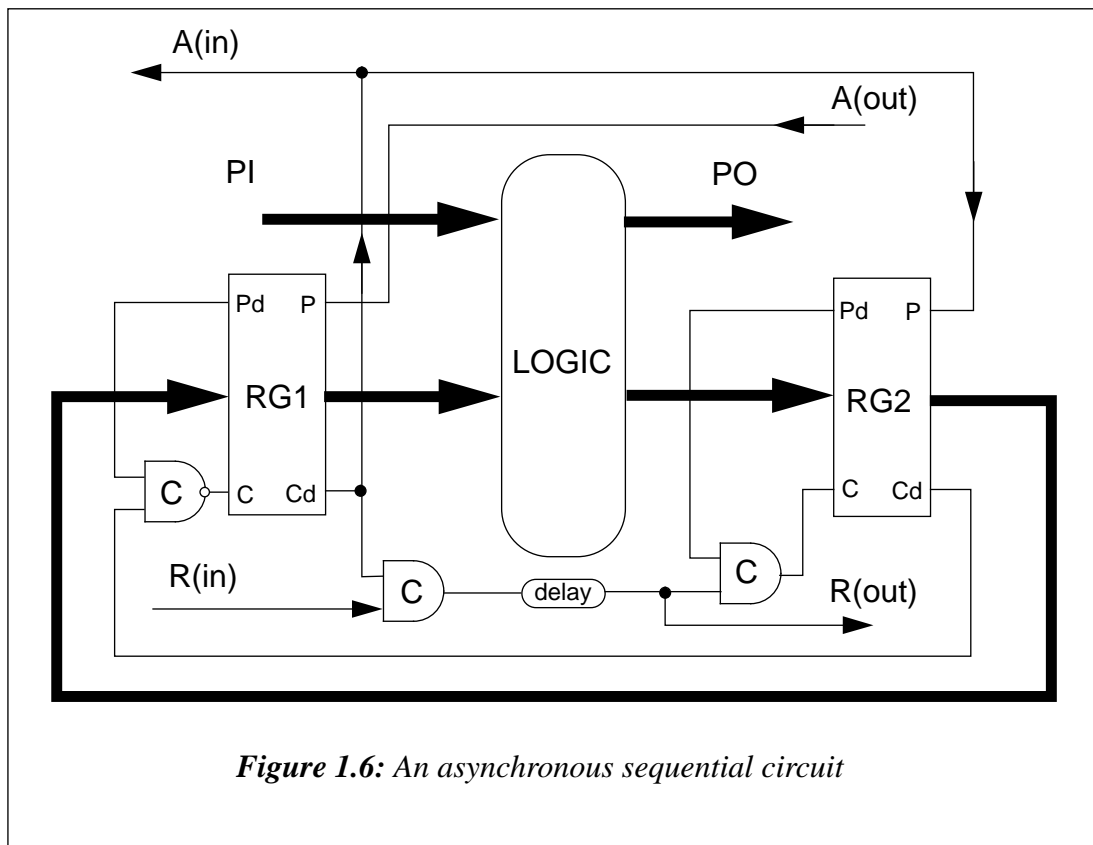 A(in)
A(out)
PI
PO
Pd P
Pd P
LOGIC
RG1
RG2
C
C Cd
C Cd
R(in)
C
delay
C
R(out)
Figure 1.6: An asynchronous sequential circuit